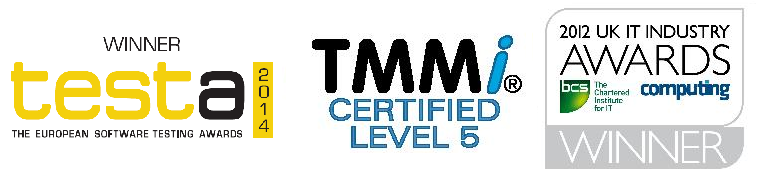 WINNER
testa
2014
THE EUROPEAN SOFTWARE TESTING AWARDS
TMMi®
CERTIFIED
LEVEL 5
2012 UK IT INDUSTRY
AWARDS
bcs The Chartered Institute for IT
computing
WINNER